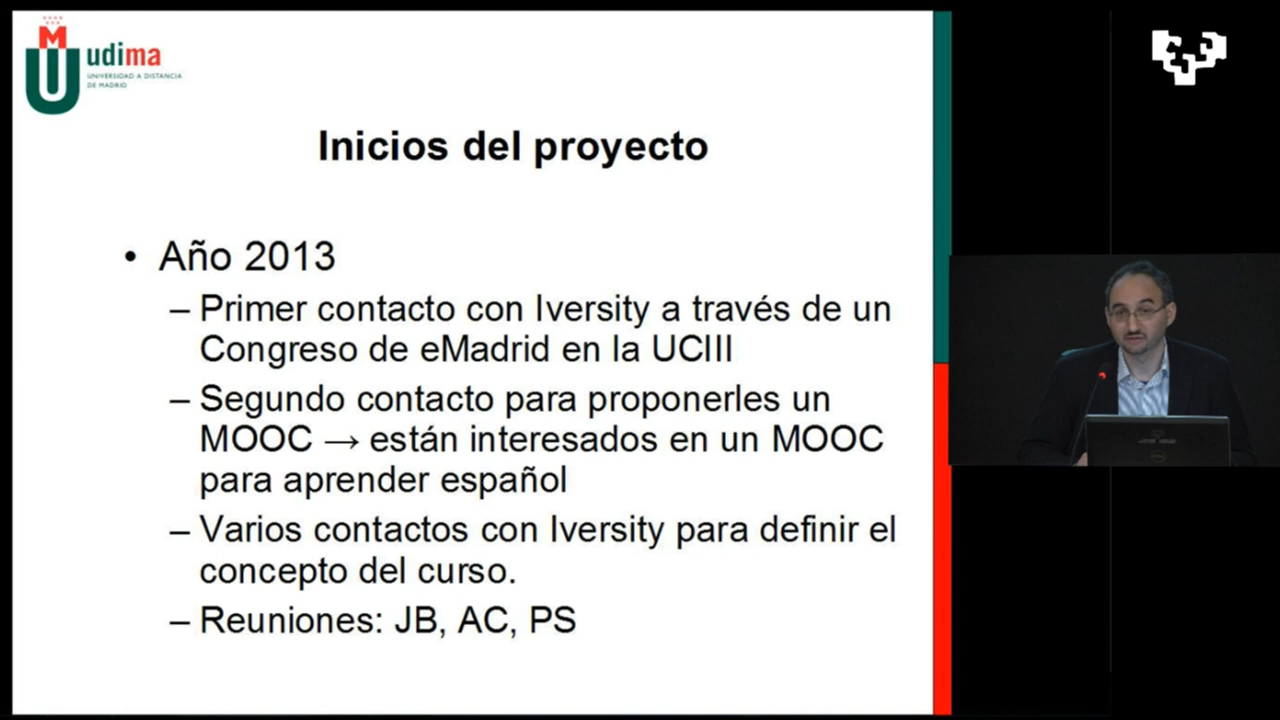 udima
UNIVERSIDAD A DISTANCIA
DE MADRID
Inicios del proyecto
• Año 2013
– Primer contacto con Iversity a través de un
Congreso de eMadrid en la UCIII
– Segundo contacto para proponerles un
MOOC → están interesados en un MOOC
para aprender español
– Varios contactos con Iversity para definir el
concepto del curso.
– Reuniones: JB, AC, PS